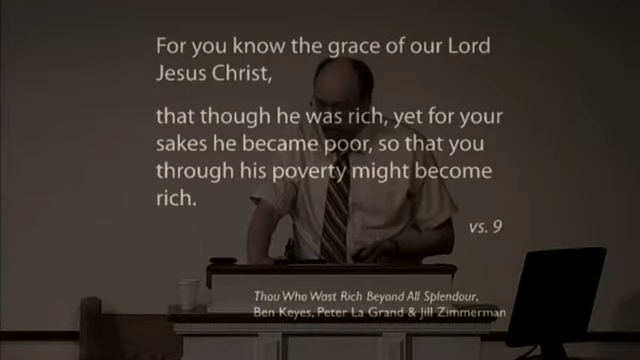 For you know the grace of our Lord
Jesus Christ,
that though he was rich, yet for your
sakes he became poor, so that you
through his poverty might become
rich.
vs. 9
Thou Who Wast Rich Beyond All Splendour,
Ben Keyes, Peter La Grand & Jill Zimmerman